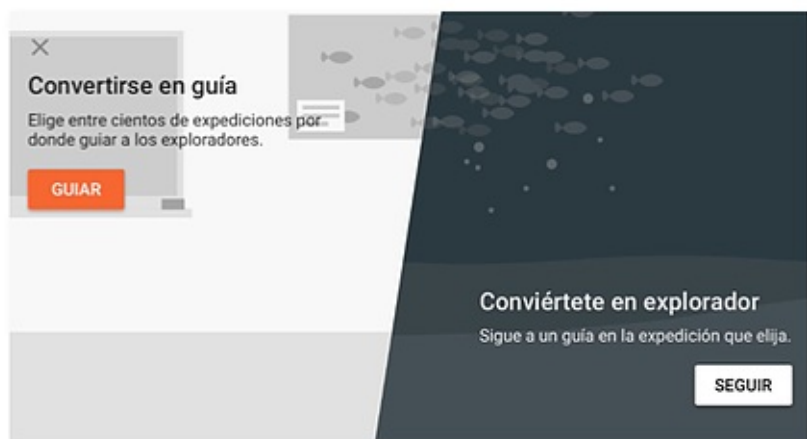 Convertirse en guía
Elige entre cientos de expediciones por
donde guiar a los exploradores.
GUIAR
Conviértete en explorador
Sigue a un guía en la expedición que elija.
SEGUIR